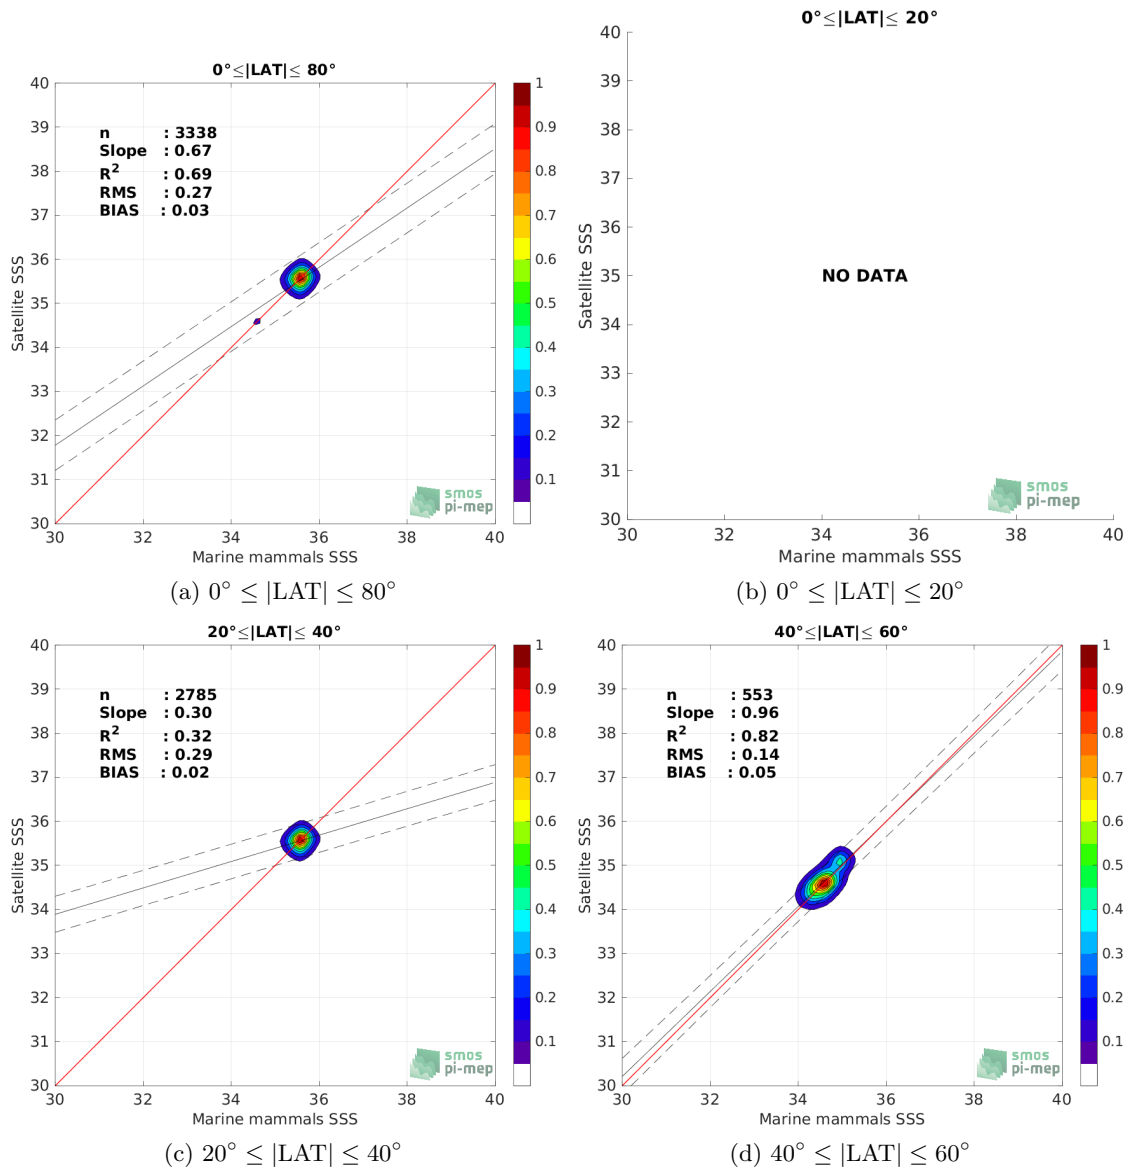 0°≤|LAT|≤ 80°
40
39
38
37
36
35
34
33
32
31
30
Satellite SSS
n : 3338
Slope : 0.67
R² : 0.69
RMS : 0.27
BIAS : 0.03
1
0.9
0.8
0.7
0.6
0.5
0.4
0.3
0.2
0.1
smos
pi-mep
30 32 34 36 38 40
Marine mammals SSS
(a) 0° ≤ |LAT| ≤ 80°
0°≤|LAT|≤ 20°
40
39
38
37
36
35
34
33
32
31
30
Satellite SSS
NO DATA
smos
pi-mep
30 32 34 36 38 40
Marine mammals SSS
(b) 0° ≤ |LAT| ≤ 20°
20°≤|LAT|≤ 40°
40
39
38
37
36
35
34
33
32
31
30
Satellite SSS
n : 2785
Slope : 0.30
R² : 0.32
RMS : 0.29
BIAS : 0.02
1
0.9
0.8
0.7
0.6
0.5
0.4
0.3
0.2
0.1
smos
pi-mep
30 32 34 36 38 40
Marine mammals SSS
(c) 20° ≤ |LAT| ≤ 40°
40°≤|LAT|≤ 60°
40
39
38
37
36
35
34
33
32
31
30
Satellite SSS
n : 553
Slope : 0.96
R² : 0.82
RMS : 0.14
BIAS : 0.05
1
0.9
0.8
0.7
0.6
0.5
0.4
0.3
0.2
0.1
smos
pi-mep
30 32 34 36 38 40
Marine mammals SSS
(d) 40° ≤ |LAT| ≤ 60°